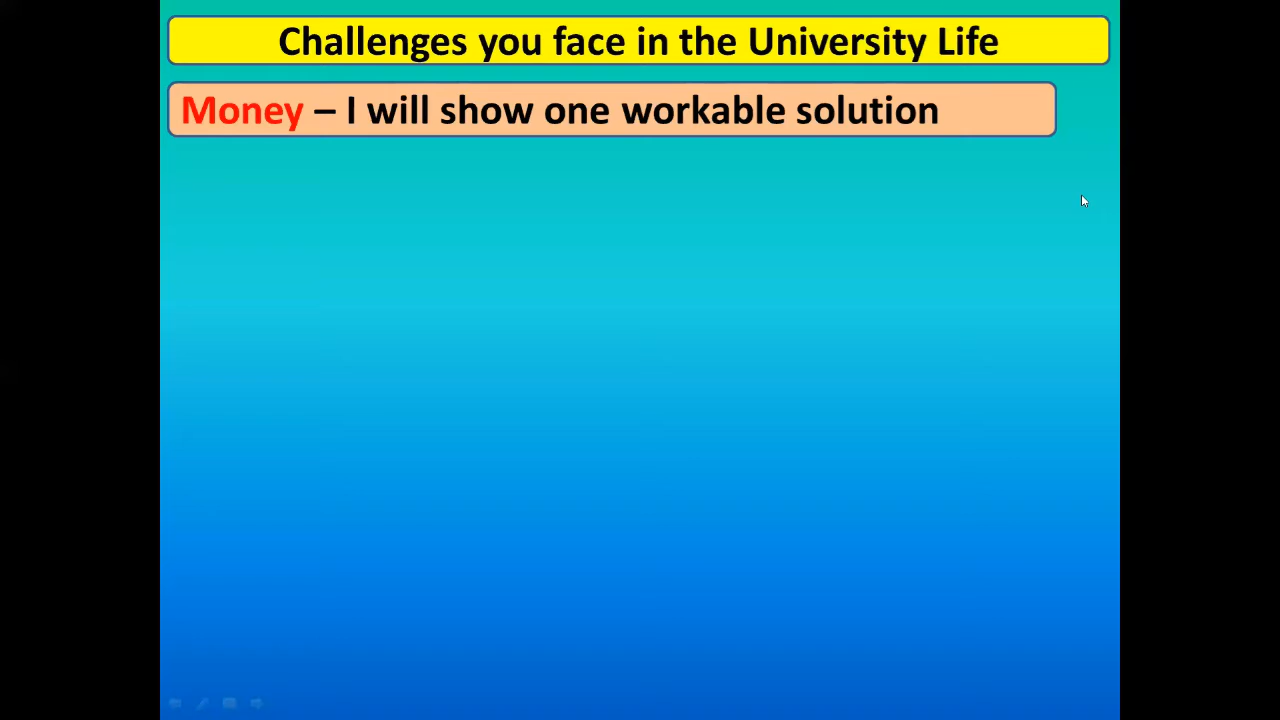 Challenges you face in the University Life
Money – I will show one workable solution